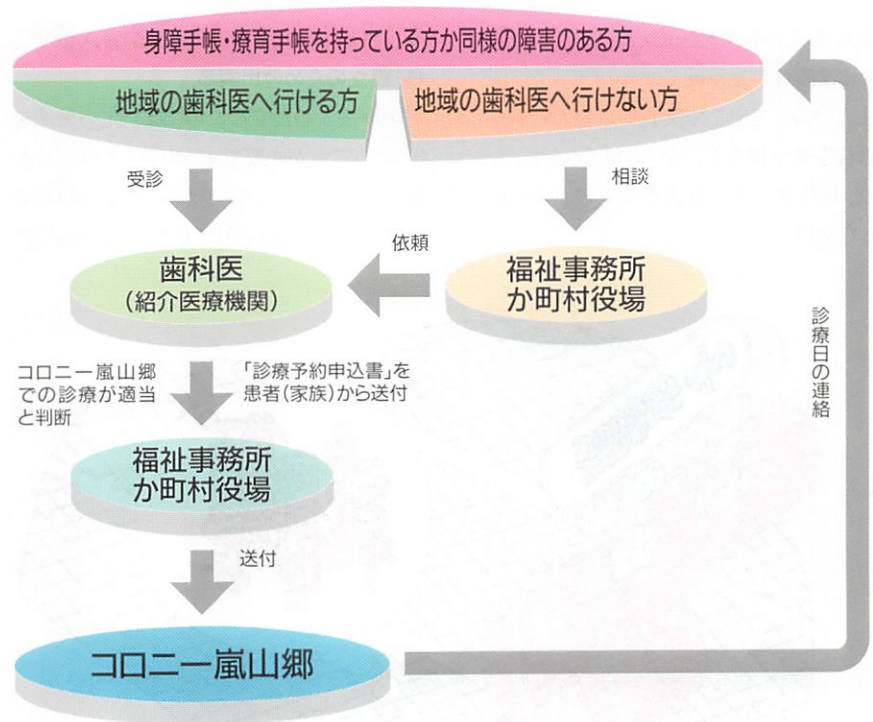 身障手帳・療育手帳を持っている方か同様の障害のある方
地域の歯科医へ行ける方
地域の歯科医へ行けない方
受診
相談
歯科医
(紹介医療機関)
依頼
福祉事務所
か町村役場
コロニー嵐山郷
での診療が適当
と判断
「診療予約申込書」を
患者(家族)から送付
診療日の連絡
福祉事務所
か町村役場
送付
コロニー嵐山郷